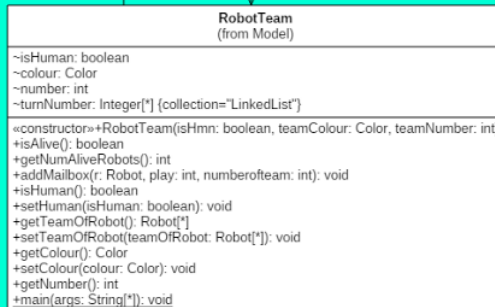 RobotTeam
(from Model)
~isHuman: boolean
~colour: Color
~number: int
~turnNumber: Integer[*] {collection="LinkedList"}
«constructor»+RobotTeam(isHmn: boolean, teamColour: Color, teamNumber: int
+isAlive(): boolean
+getNumAliveRobots(): int
+addMailbox(r: Robot, play: int, numberofteam: int): void
+isHuman(): boolean
+setHuman(isHuman: boolean): void
+getTeamOfRobot(): Robot[*]
+setTeamOfRobot(teamOfRobot: Robot[*]): void
+getColour(): Color
+setColour(colour: Color): void
+getNumber(): int
+main(args: String[*]): void